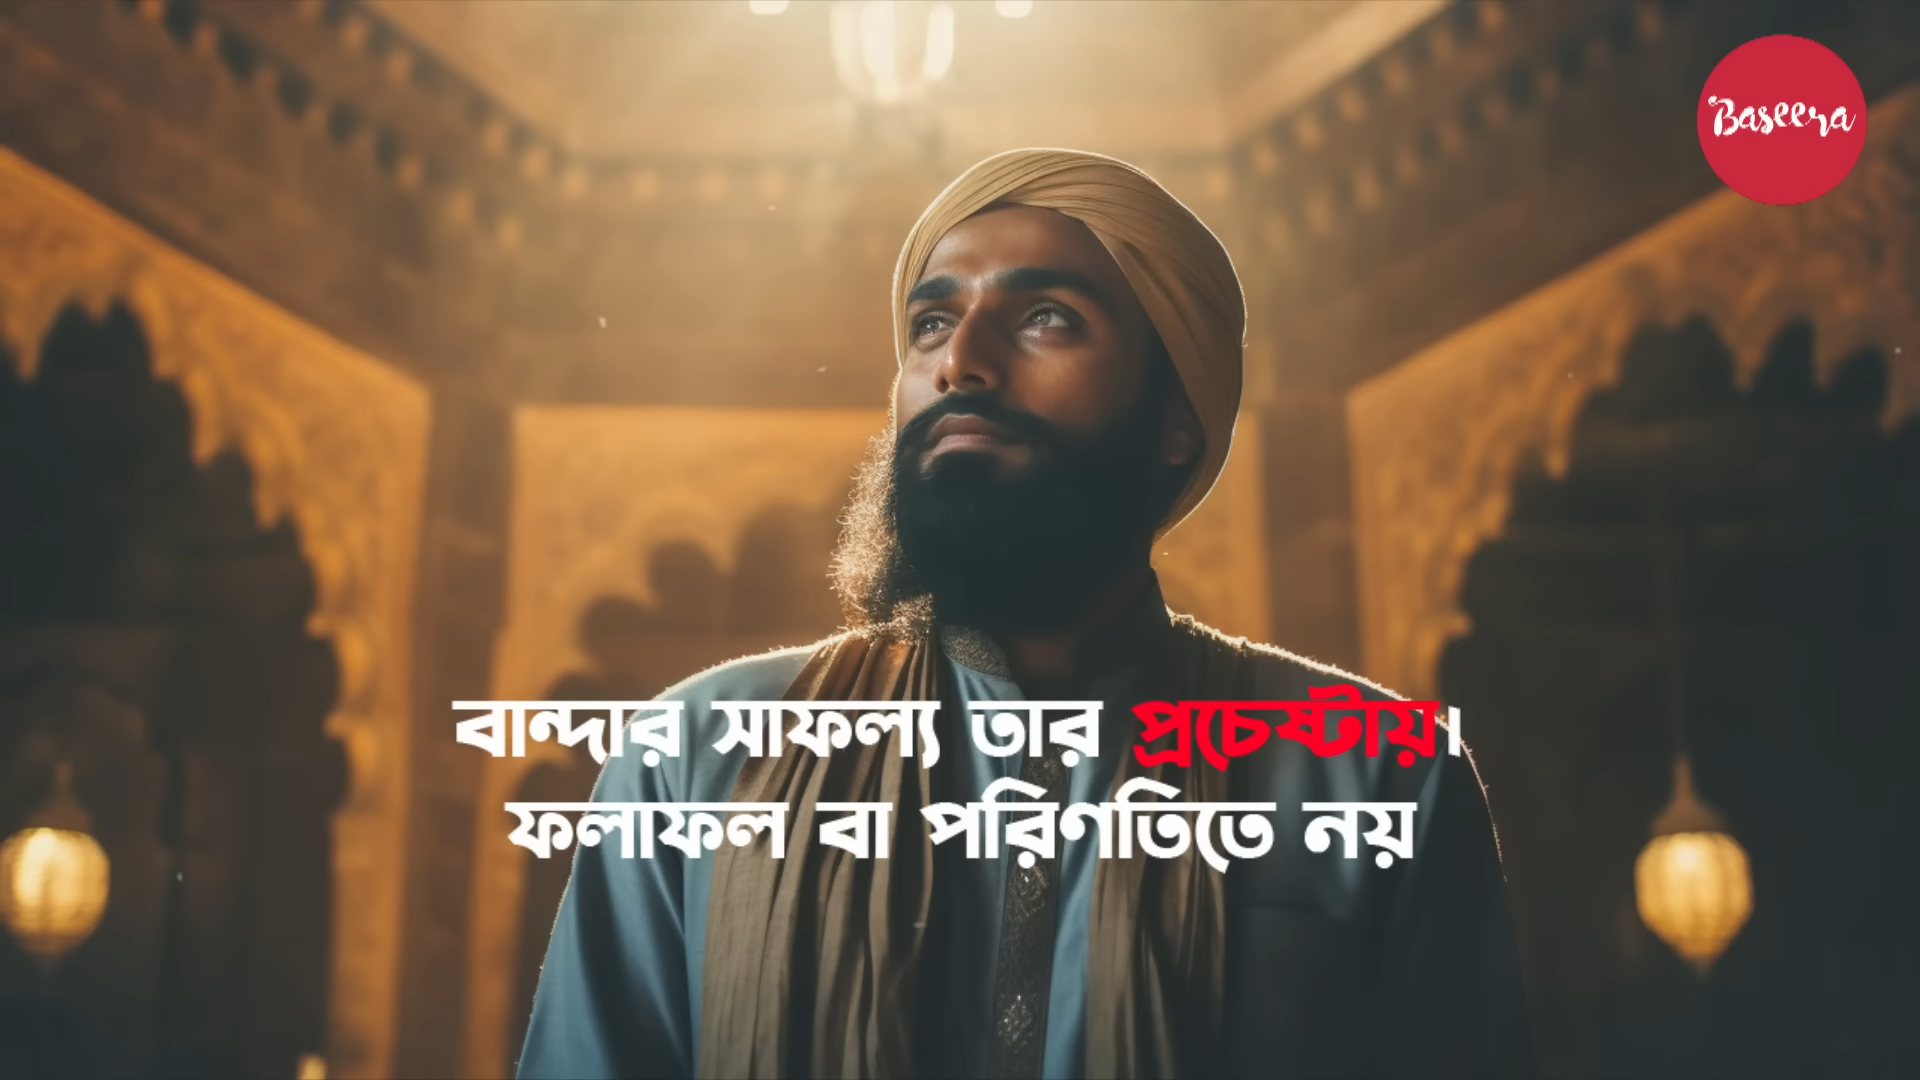 Baseera
বান্দার সাফল্য তার প্রচেষ্টায়।
ফলাফল বা পরিণতিতে নয়